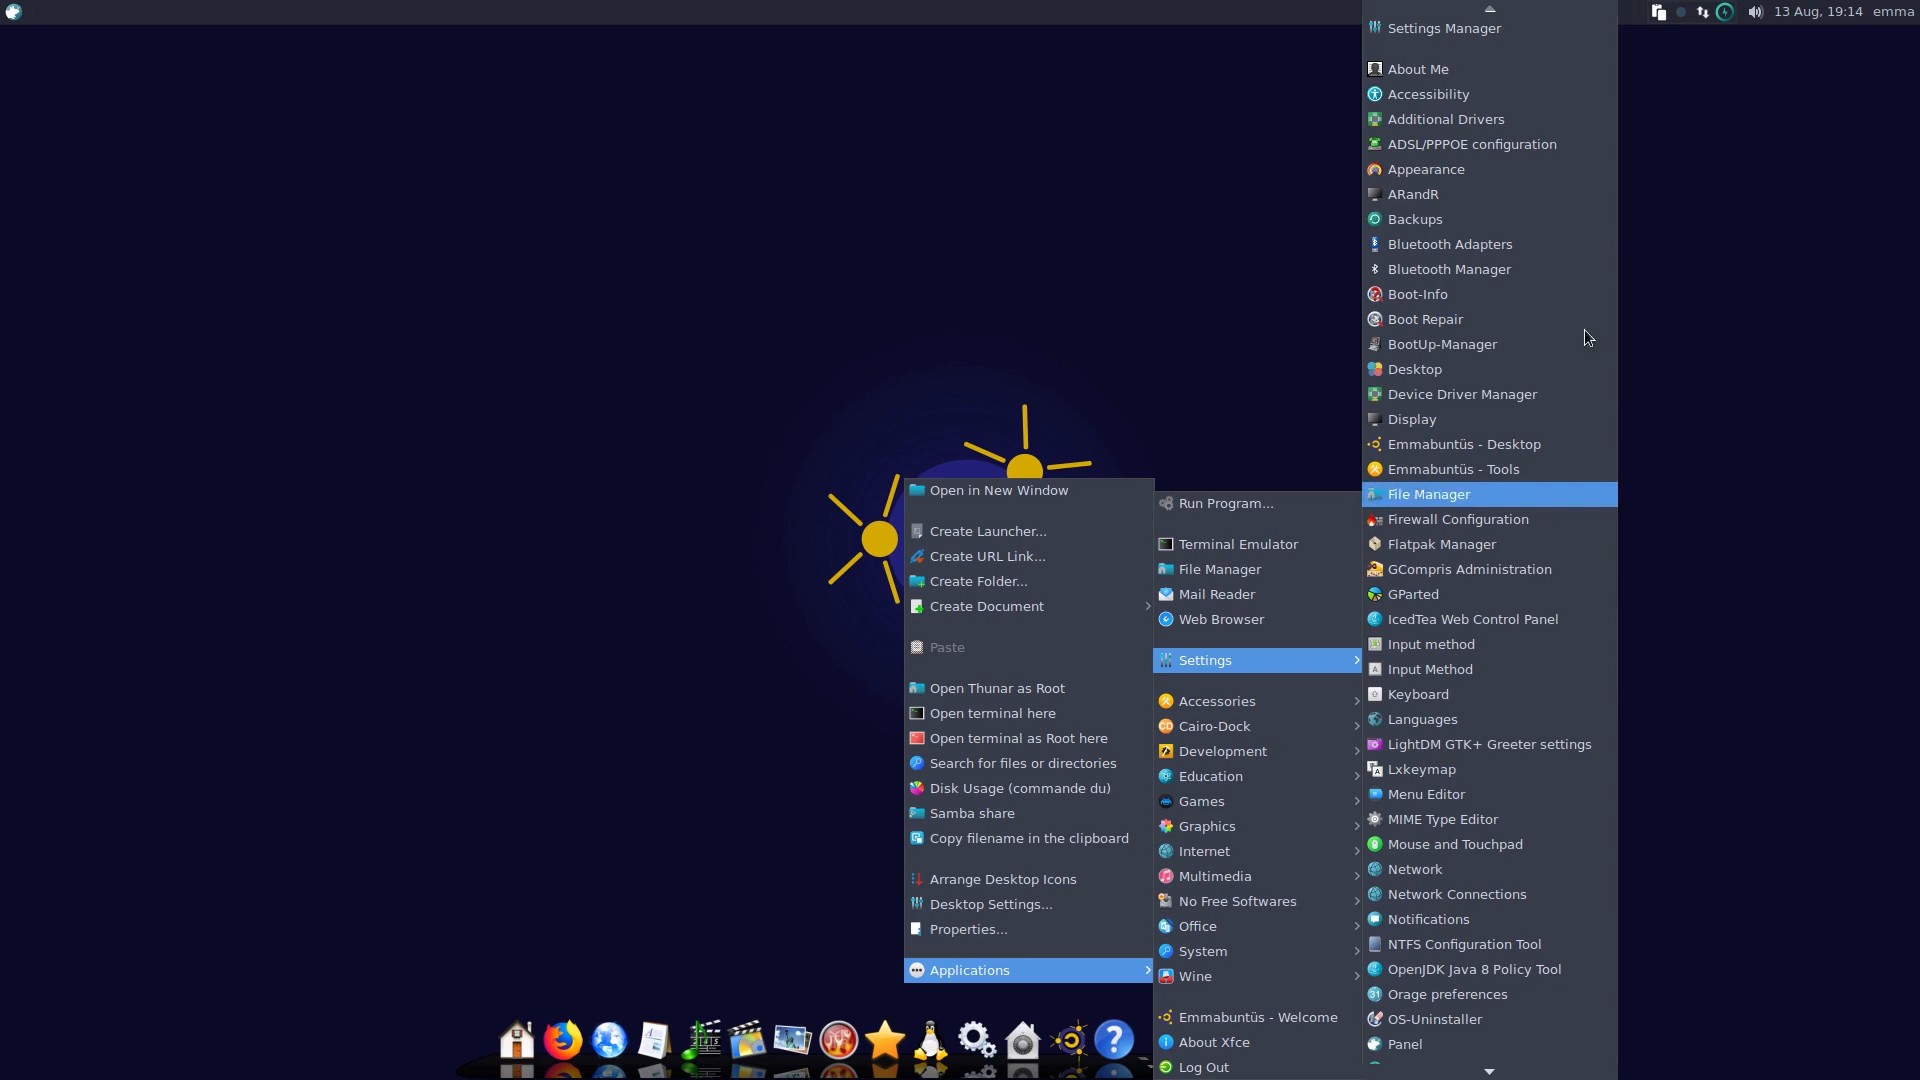 13 Aug, 19:14 emma
Settings Manager
About Me
Accessibility
Additional Drivers
ADSL/PPPOE configuration
Appearance
ARandR
Backups
Bluetooth Adapters
Bluetooth Manager
Boot-Info
Boot Repair
BootUp-Manager
Desktop
Device Driver Manager
Display
Emmabuntüs - Desktop
Emmabuntüs - Tools
File Manager
Firewall Configuration
Flatpak Manager
GCompris Administration
GParted
IcedTea Web Control Panel
Input method
Input Method
Keyboard
Languages
LightDM GTK+ Greeter settings
Lxkeymap
Menu Editor
MIME Type Editor
Mouse and Touchpad
Network
Network Connections
Notifications
NTFS Configuration Tool
OpenJDK Java 8 Policy Tool
Orage preferences
OS-Uninstaller
Panel
Open in New Window
Create Launcher...
Create URL Link...
Create Folder...
Create Document
Paste
Open Thunar as Root
Open terminal here
Open terminal as Root here
Search for files or directories
Disk Usage (commande du)
Samba share
Copy filename in the clipboard
Arrange Desktop Icons
Desktop Settings...
Properties...
Applications
Run Program...
Terminal Emulator
File Manager
Mail Reader
Web Browser
Settings
Accessories
Cairo-Dock
Development
Education
Games
Graphics
Internet
Multimedia
No Free Softwares
Office
System
Wine
Emmabuntüs - Welcome
About Xfce
Log Out